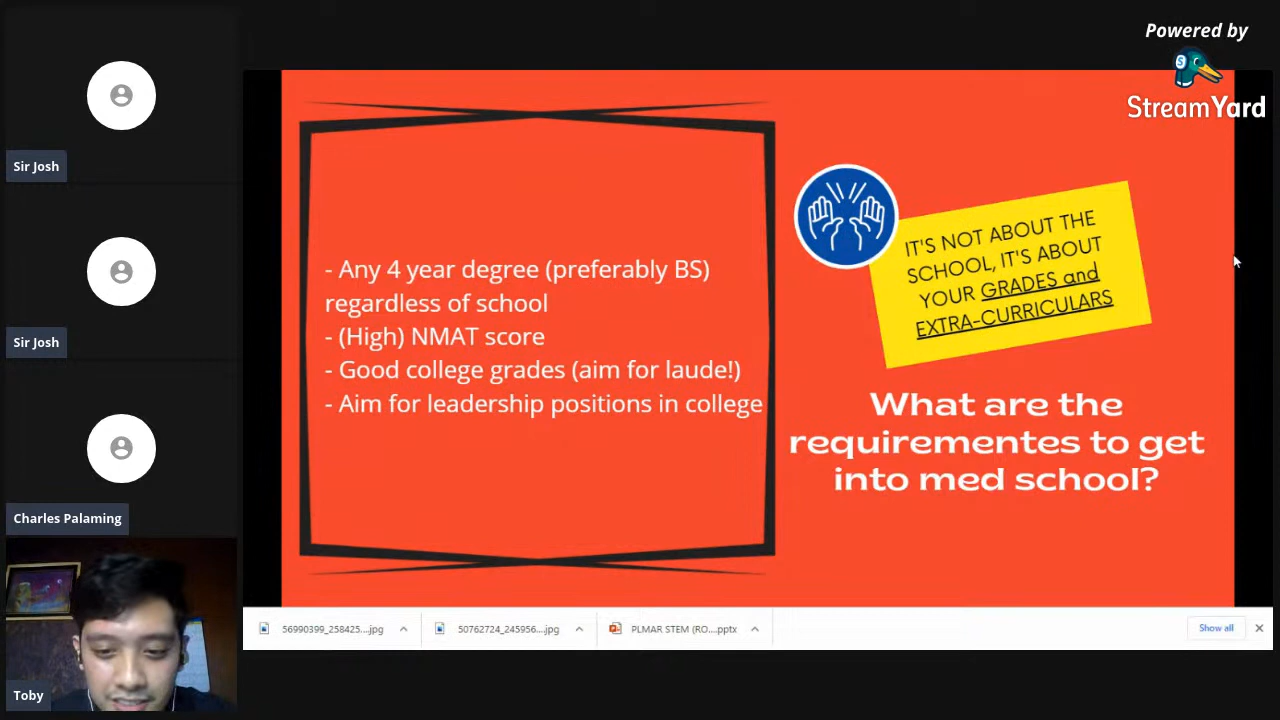 Powered by
StreamYard
Sir Josh
Sir Josh
Charles Palaming
Toby
- Any 4 year degree (preferably BS)
regardless of school
- (High) NMAT score
- Good college grades (aim for laude!)
- Aim for leadership positions in college
IT'S NOT ABOUT THE
SCHOOL, IT'S ABOUT
YOUR GRADES and
EXTRA-CURRICULARS
What are the
requirementes to get
into med school?
56990399_258425....jpg
50762724_245956....jpg
PLMAR STEM (RO....pptx
Show all